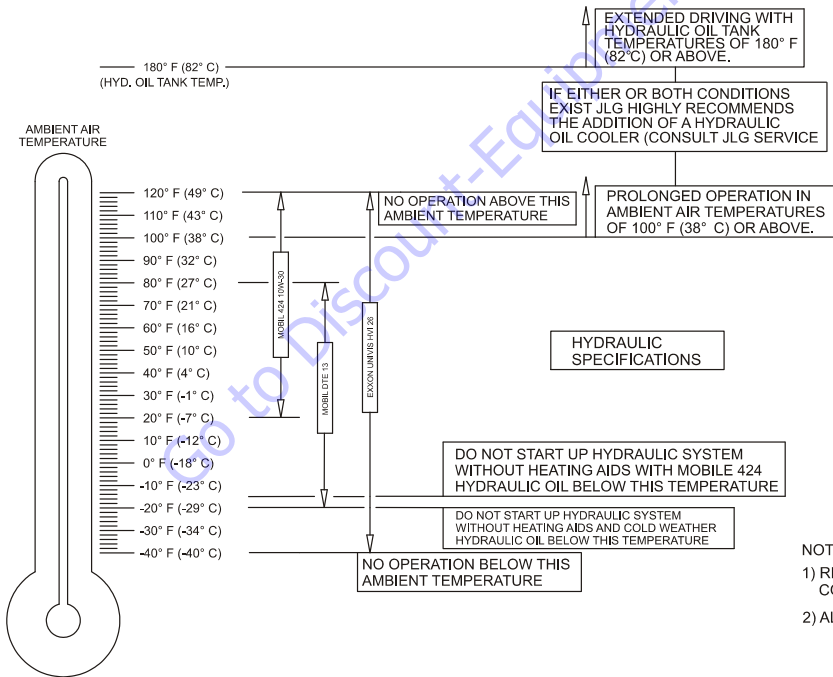 EXTENDED DRIVING WITH
HYDRAULIC OIL TANK
TEMPERATURES OF 180° F
(82°C) OR ABOVE.
180° F (82° C)
(HYD. OIL TANK TEMP.)
IF EITHER OR BOTH CONDITIONS
EXIST JLG HIGHLY RECOMMENDS
THE ADDITION OF A HYDRAULIC
OIL COOLER (CONSULT JLG SERVICE
AMBIENT AIR
TEMPERATURE
120° F (49° C)
110° F (43° C)
100° F (38° C)
90° F (32° C)
80° F (27° C)
70° F (21° C)
60° F (16° C)
50° F (10° C)
40° F (4° C)
30° F (-1° C)
20° F (-7° C)
10° F (-12° C)
0° F (-18° C)
-10° F (-23° C)
-20° F (-29° C)
-30° F (-34° C)
-40° F (-40° C)
NO OPERATION ABOVE THIS
AMBIENT TEMPERATURE
PROLONGED OPERATION IN
AMBIENT AIR TEMPERATURES
OF 100° F (38° C) OR ABOVE.
MOBIL 424 10W-30
MOBIL DTE 13
EXXON UNIVIS HVI 26
HYDRAULIC
SPECIFICATIONS
DO NOT START UP HYDRAULIC SYSTEM
WITHOUT HEATING AIDS WITH MOBILE 424
HYDRAULIC OIL BELOW THIS TEMPERATURE
DO NOT START UP HYDRAULIC SYSTEM
WITHOUT HEATING AIDS AND COLD WEATHER
HYDRAULIC OIL BELOW THIS TEMPERATURE
NO OPERATION BELOW THIS
AMBIENT TEMPERATURE
1)
2)
Go to Discount-Equipme